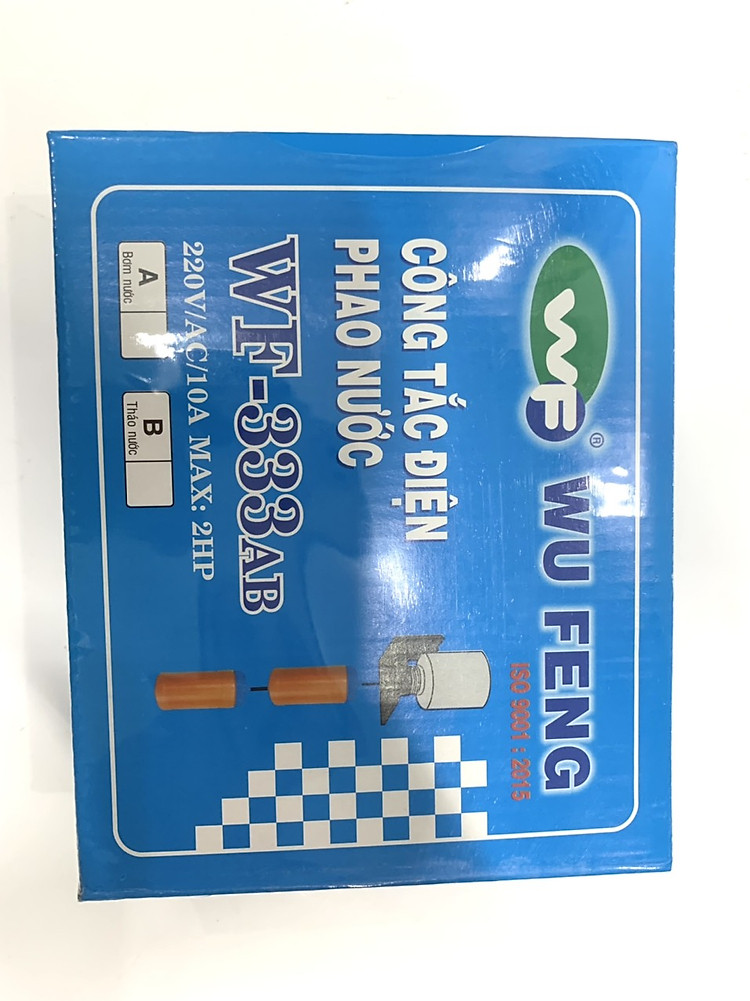 WF®
WU FENG
ISO 9001 : 2015
CÔNG TẮC ĐIỆN
PHAO NƯỚC
WF-333AB
220V/AC/10A MAX: 2HP
A
Bơm nước
B
Tháo nước